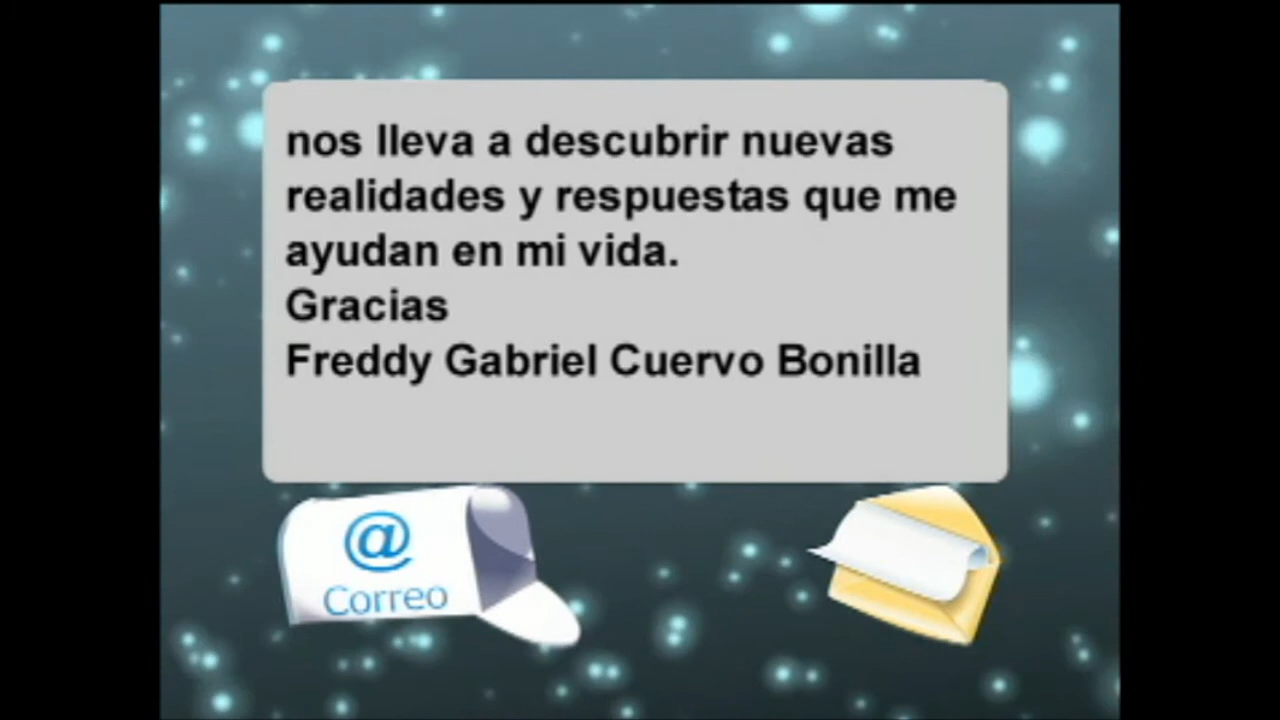 nos lleva a descubrir nuevas
realidades y respuestas que me
ayudan en mi vida.
Gracias
Freddy Gabriel Cuervo Bonilla
@
Correo